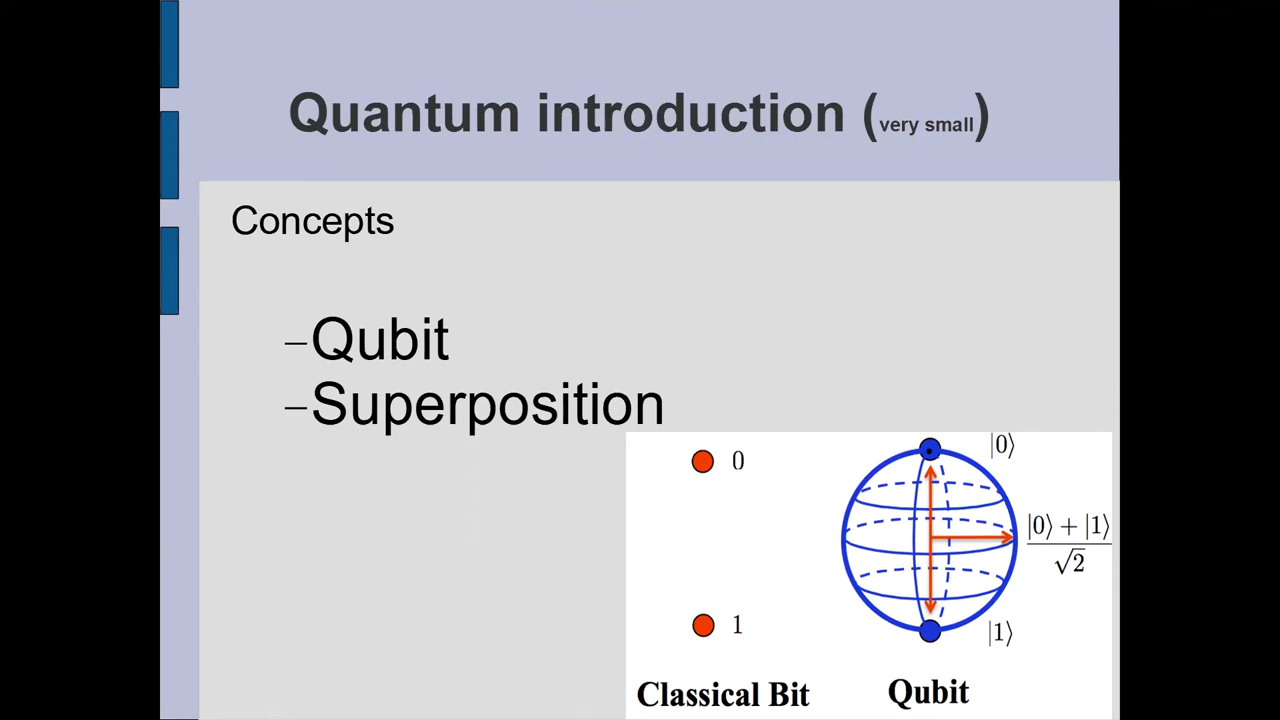 Quantum introduction (very small)
Concepts
–Qubit
–Superposition
0
1
Classical Bit
|0⟩
|0⟩ + |1⟩
√2
|1⟩
Qubit